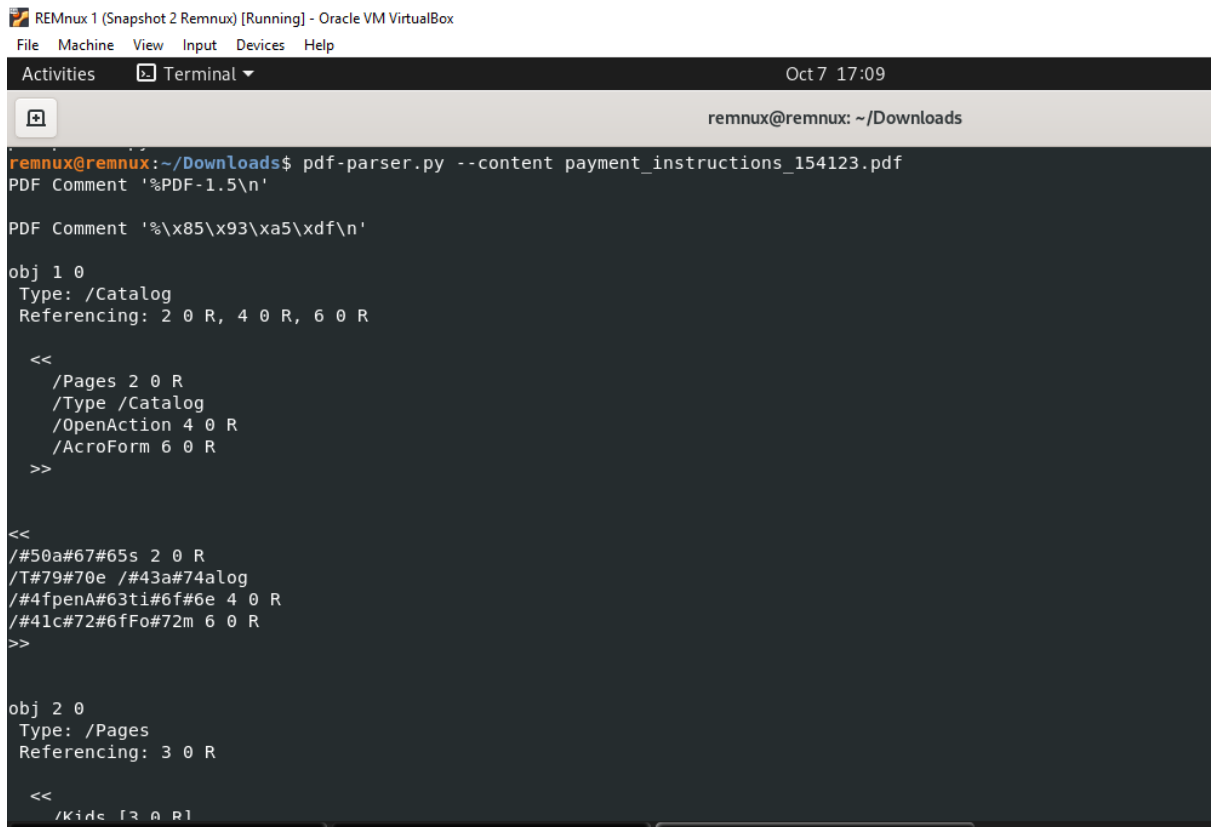 REMnux 1 (Snapshot 2 Remnux) [Running] - Oracle VM VirtualBox
File Machine View Input Devices Help
Activities Terminal Oct 7 17:09
remnux@remnux: ~/Downloads
remnux@remnux:~/Downloads$ pdf-parser.py --content payment_instructions_154123.pdf
PDF Comment '%PDF-1.5\n'
PDF Comment '%\x85\x93\xa5\xdf\n'
obj 1 0
Type: /Catalog
Referencing: 2 0 R, 4 0 R, 6 0 R
<<
/Pages 2 0 R
/Type /Catalog
/OpenAction 4 0 R
/AcroForm 6 0 R
>>
<<
/#50a#67#65s 2 0 R
/T#79#70e /#43a#74alog
/#4fpenA#63ti#6f#6e 4 0 R
/#41c#72#6fFo#72m 6 0 R
>>
obj 2 0
Type: /Pages
Referencing: 3 0 R
<<
/Kids [3 0 R]